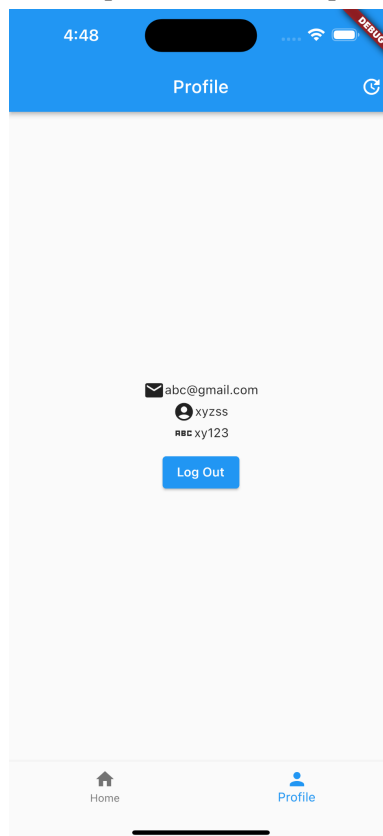 4:48
DEBUG
Profile
abc@gmail.com
xyzss
ABC xy123
Log Out
Home
Profile